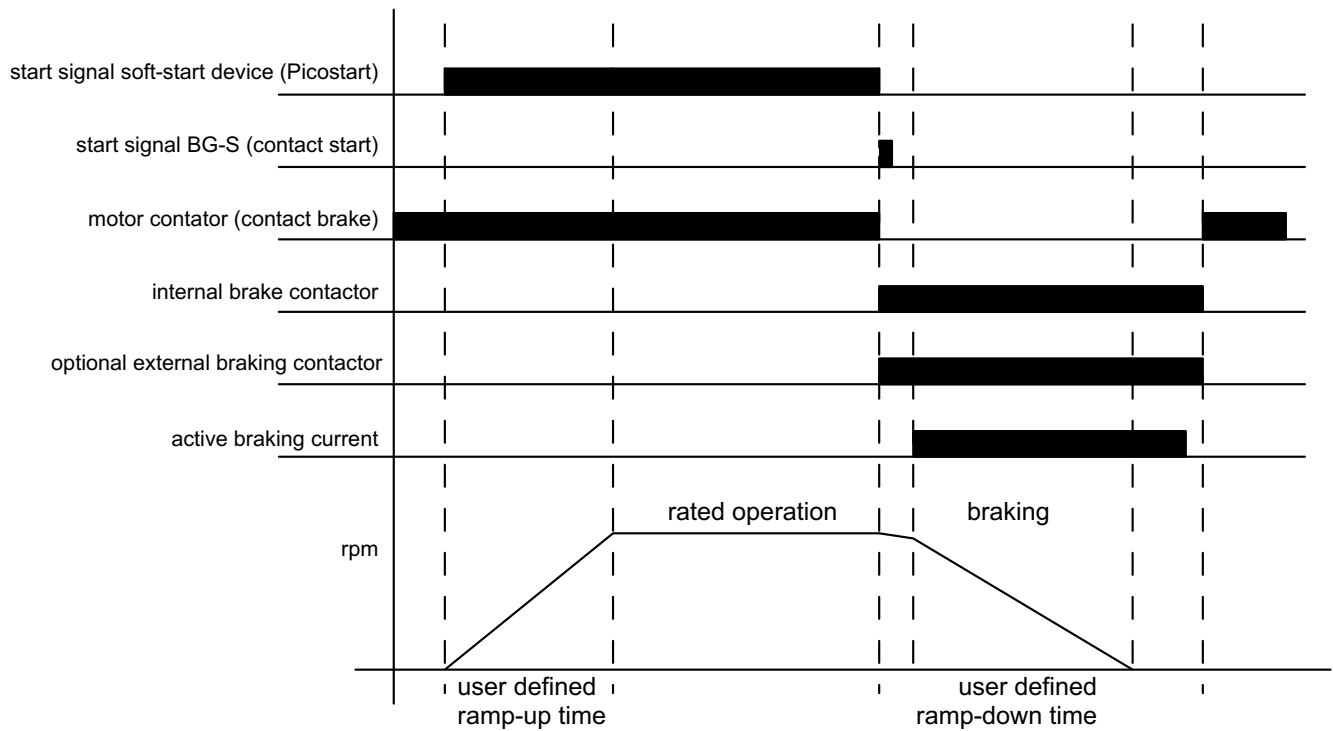 start signal soft-start device (Picostart)
start signal BG-S (contact start)
motor contator (contact brake)
internal brake contactor
optional external braking contactor
active braking current
rated operation
braking
rpm
user defined
ramp-up time
user defined
ramp-down time